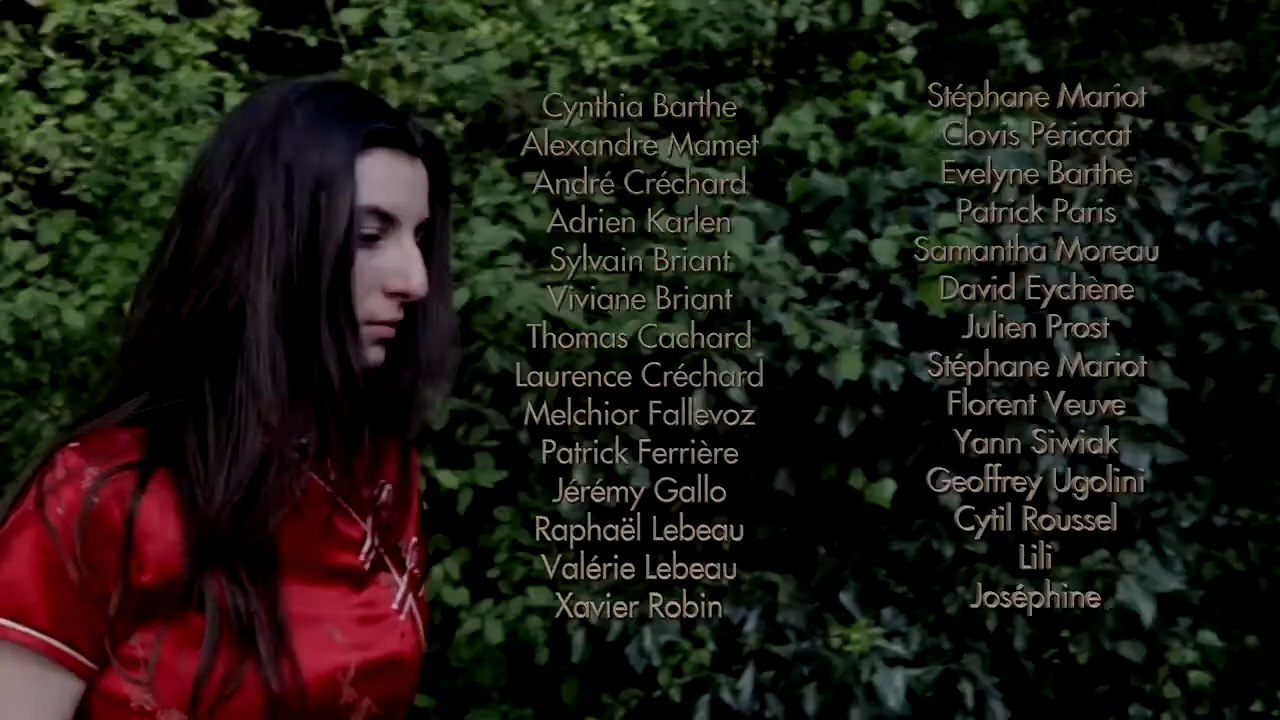 Cynthia Barthe
Alexandre Mamet
André Créchard
Adrien Karlen
Sylvain Briant
Viviane Briant
Thomas Cachard
Laurence Créchard
Melchior Fallevoz
Patrick Ferrière
Jérémy Gallo
Raphaël Lebeau
Valérie Lebeau
Xavier Robin
Stéphane Mariot
Clovis Périccat
Evelyne Barthe
Patrick Paris
Samantha Moreau
David Eychène
Julien Prost
Stéphane Mariot
Florent Veuve
Yann Siwiak
Geoffrey Ugolini
Cytil Roussel
Lili
Joséphine